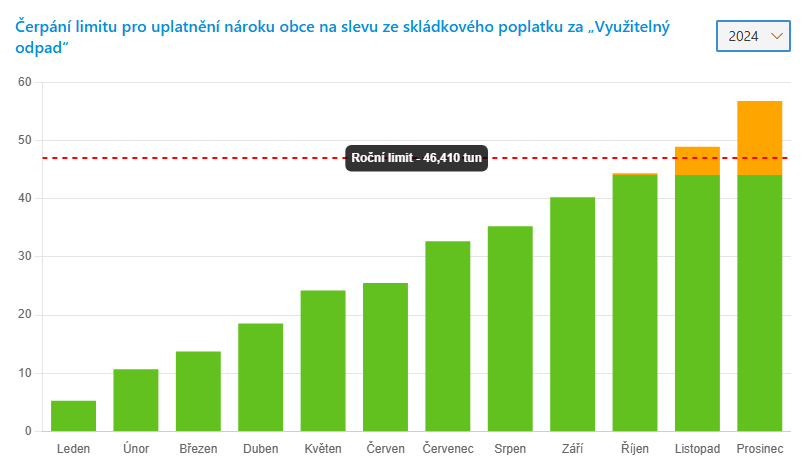 Čerpání limitu pro uplatnění nároku obce na slevu ze skládkového poplatku za „Využitelný
odpad“
2024
60
50
Roční limit - 46,410 tun
40
30
20
10
0
Leden Únor Březen Duben Květen Červen Červenec Srpen Září Říjen Listopad Prosinec